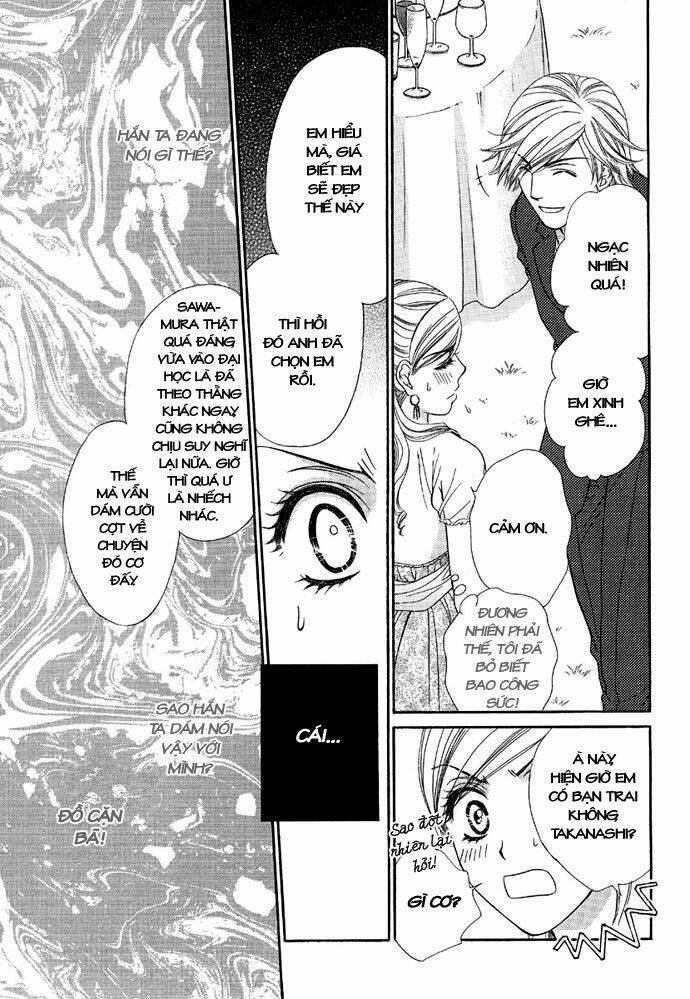 NGẠC
NHIÊN
QUÁ!
GIỜ
EM XINH
GHÊ...
CẢM ƠN.
ĐƯƠNG
NHIÊN PHẢI
THẾ, TÔI ĐÃ
BỎ BIẾT
BAO CÔNG
SỨC!
À NÀY,
HIỆN GIỜ EM
CÓ BẠN TRAI
KHÔNG
TAKANASHI?
Sao đột
nhiên lại
hỏi!
GÌ CƠ?
EM HIỂU
MÀ, GIÁ
BIẾT EM
SẼ ĐẸP
THẾ NÀY
THÌ HỒI
ĐÓ ANH ĐÃ
CHỌN EM
RỒI.
CÁI...
HẮN TA ĐANG
NÓI GÌ THẾ?
SAWA-
MURA THẬT
QUÁ ĐÁNG
VỪA VÀO ĐẠI
HỌC LÀ ĐÃ
THEO THẰNG
KHÁC NGAY,
CŨNG KHÔNG
CHỊU SUY NGHĨ
LẠI NỮA. GIỜ
THÌ QUÁ Ư
LÀ NHẾCH
NHÁC.
THẾ
MÀ VẪN
DÁM CƯỜI
CỢT VỀ
CHUYỆN
ĐÓ CƠ
ĐẤY
SAO HẮN
TA DÁM NÓI
VẬY VỚI
MÌNH?
ĐỒ CẶN
BÃ!